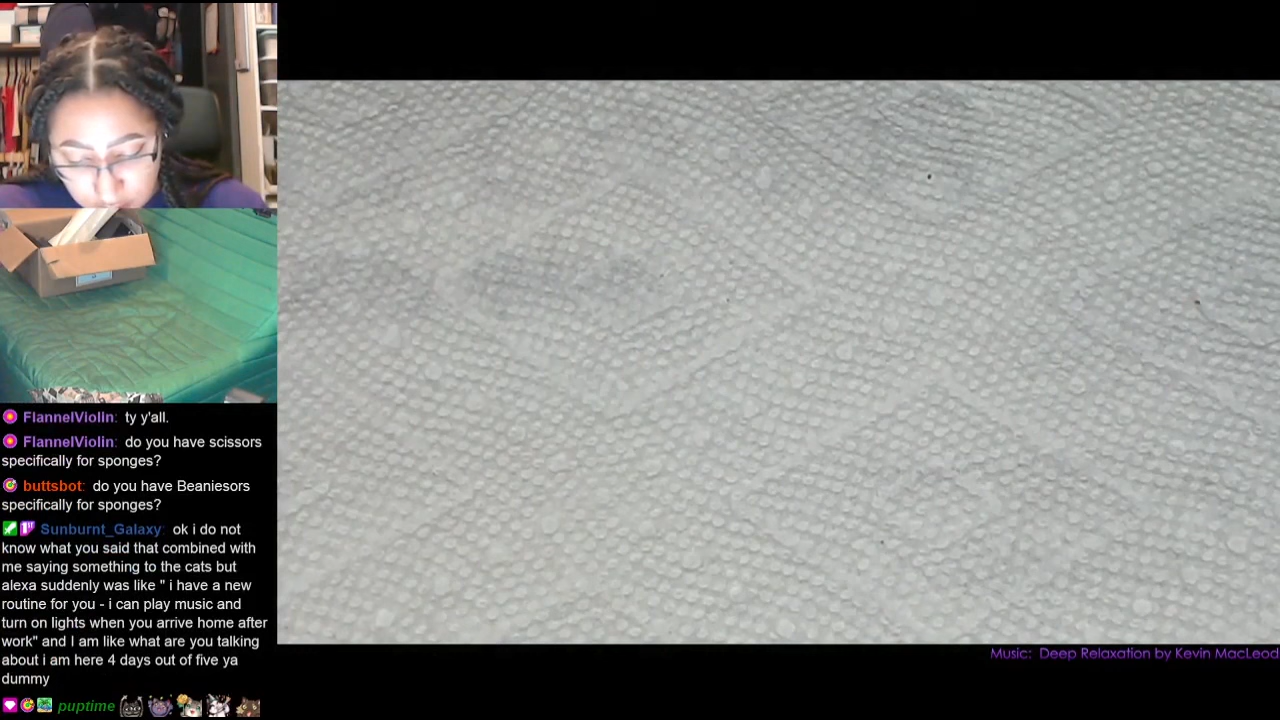 FlannelViolin: ty y'all.
FlannelViolin: do you have scissors
specifically for sponges?
buttsbot: do you have Beaniesors
specifically for sponges?
Sunburnt_Galaxy: ok i do not
know what you said that combined with
me saying something to the cats but
alexa suddenly was like " i have a new
routine for you - i can play music and
turn on lights when you arrive home after
work" and I am like what are you talking
about i am here 4 days out of five ya
dummy
puptime
Music: Deep Relaxation by Kevin MacLeod